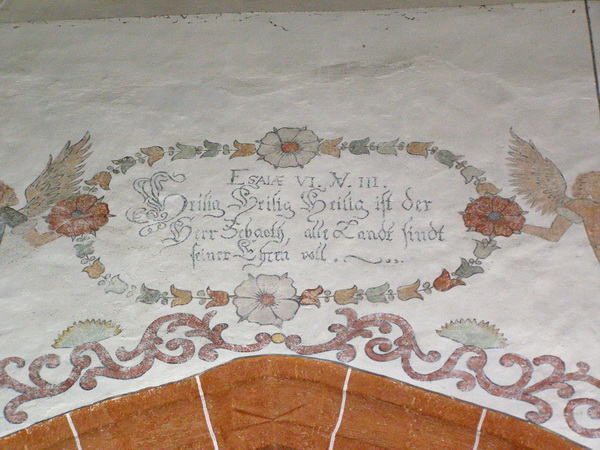 ESAIÆ VI. V. III.
Heilig Heilig Heilig ist der
Herr Zebaoth, alle Lande sindt
seiner Ehren voll.